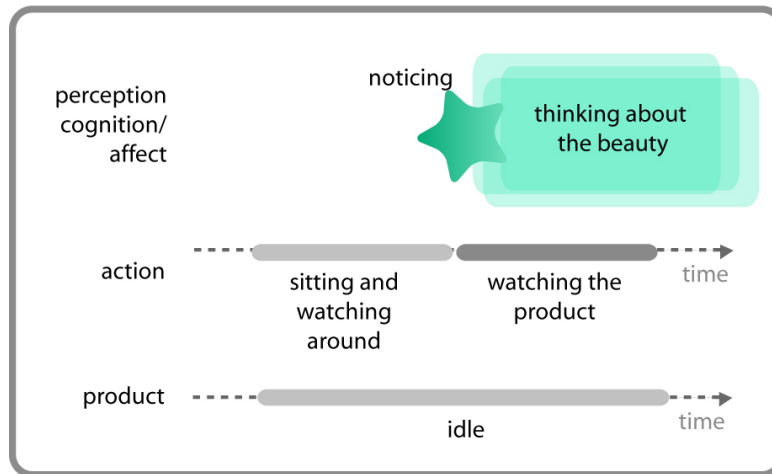 noticing
perception
cognition/
affect
thinking about
the beauty
action
time
sitting and
watching
around
watching the
product
product
time
idle